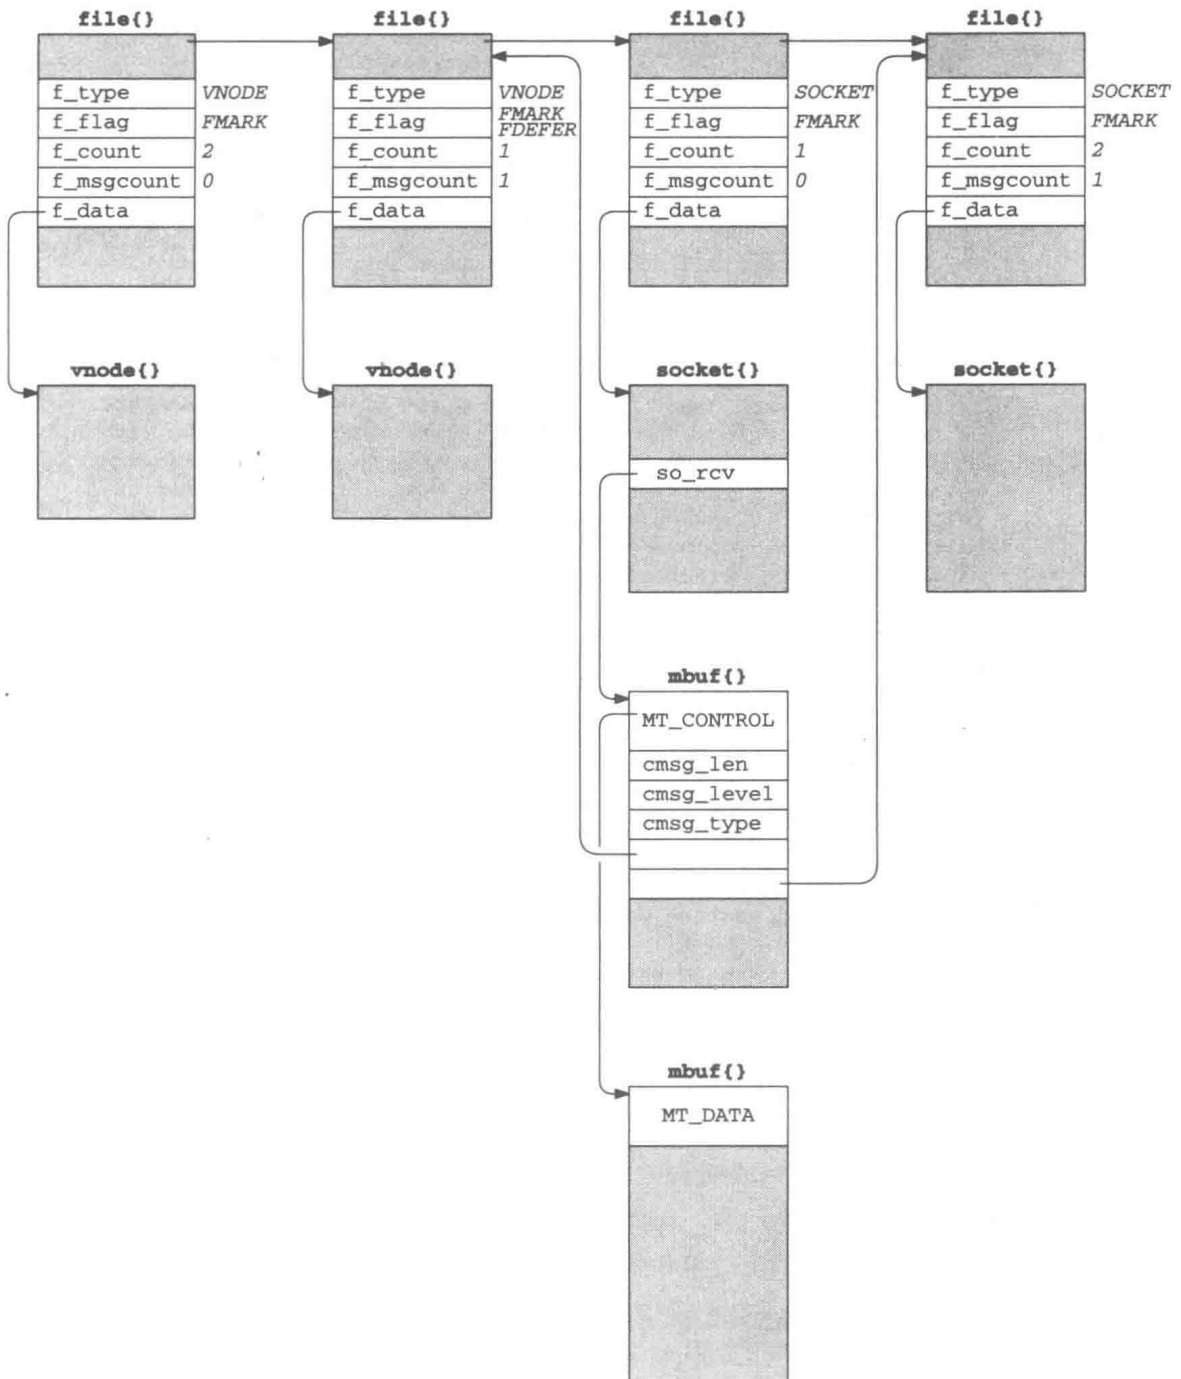 file{} file{} file{} file{}
f_type VNODE f_type VNODE f_type SOCKET f_type SOCKET
f_flag FMARK f_flag FMARK FDEFER f_flag FMARK f_flag FMARK
f_count 2 f_count 1 f_count 1 f_count 2
f_msgcount 0 f_msgcount 1 f_msgcount 0 f_msgcount 1
f_data f_data f_data f_data
vnode{} vnode{} socket{} socket{}
so_rcv
mbuf{}
MT_CONTROL
cmsg_len
cmsg_level
cmsg_type
mbuf{}
MT_DATA